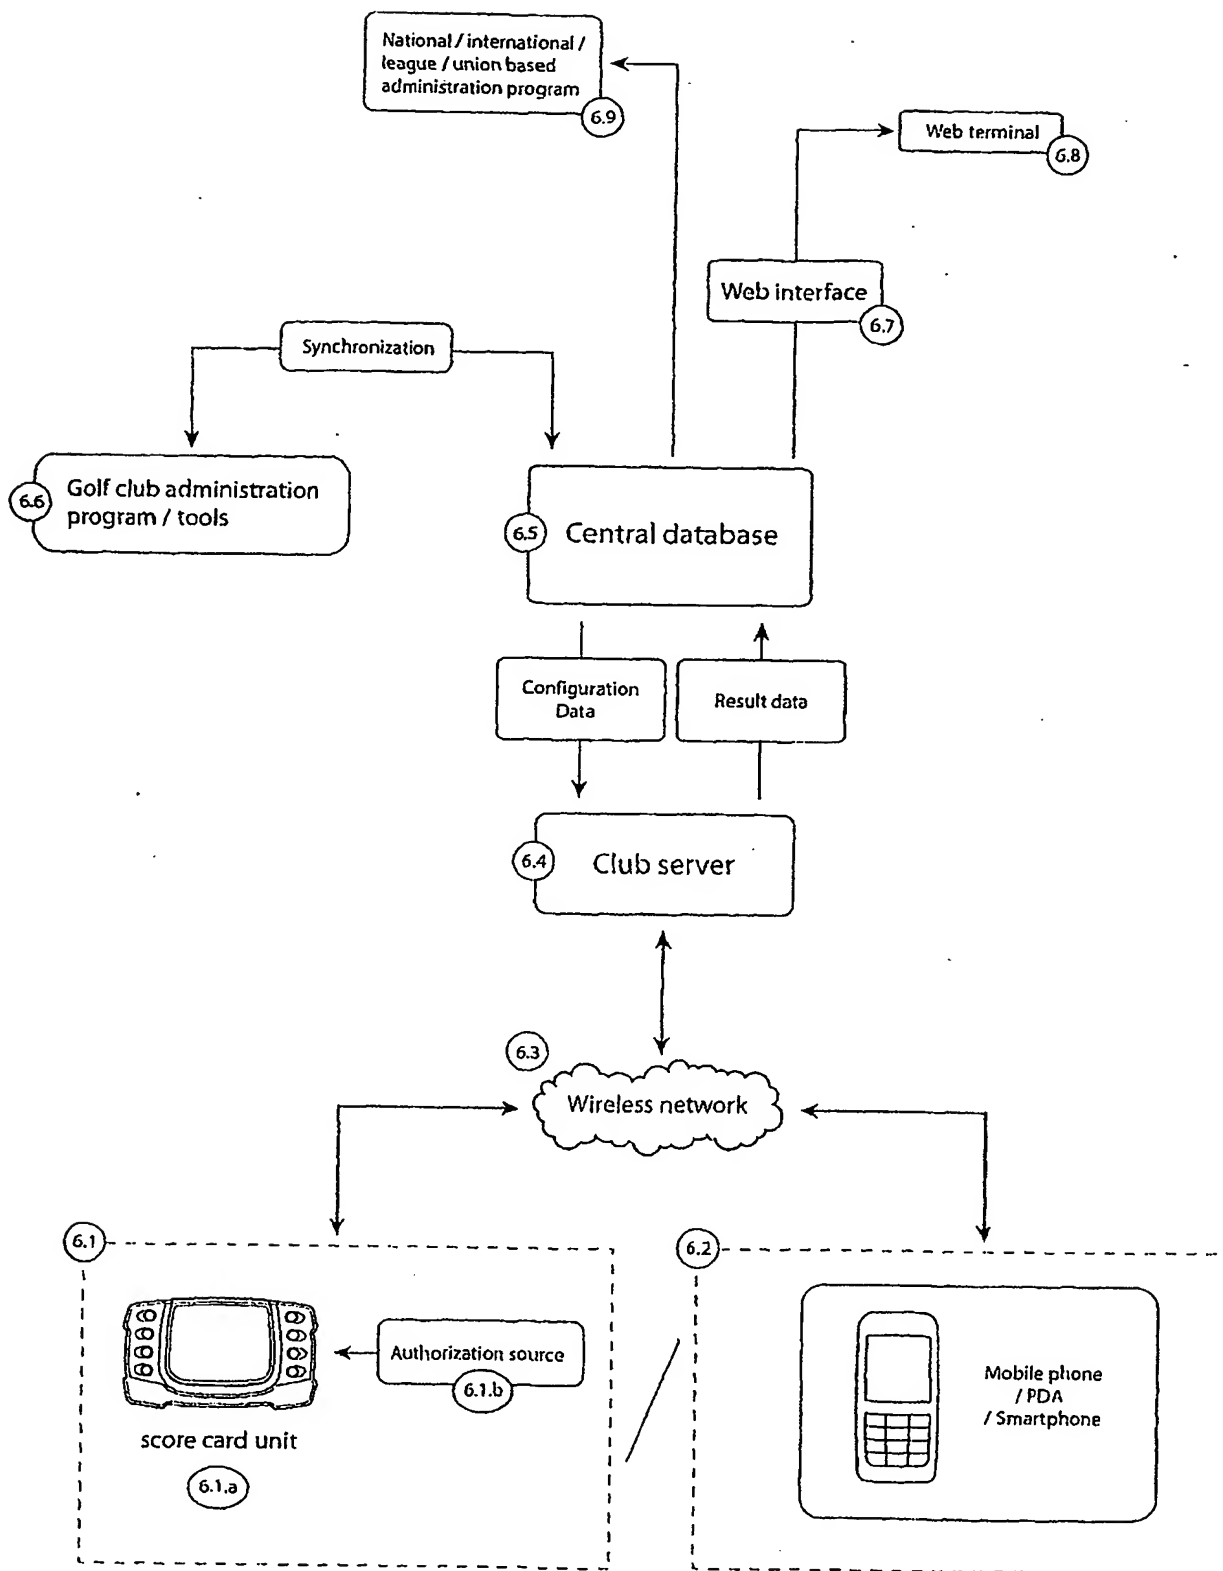 National / international /
league / union based
administration program
6.9
Web terminal
6.8
Web interface
6.7
Synchronization
6.6
Golf club administration
program / tools
6.5
Central database
Configuration
Data
Result data
6.4
Club server
6.3
Wireless network
6.1
6.2
Authorization source
6.1.b
score card unit
6.1.a
Mobile phone
/ PDA
/ Smartphone